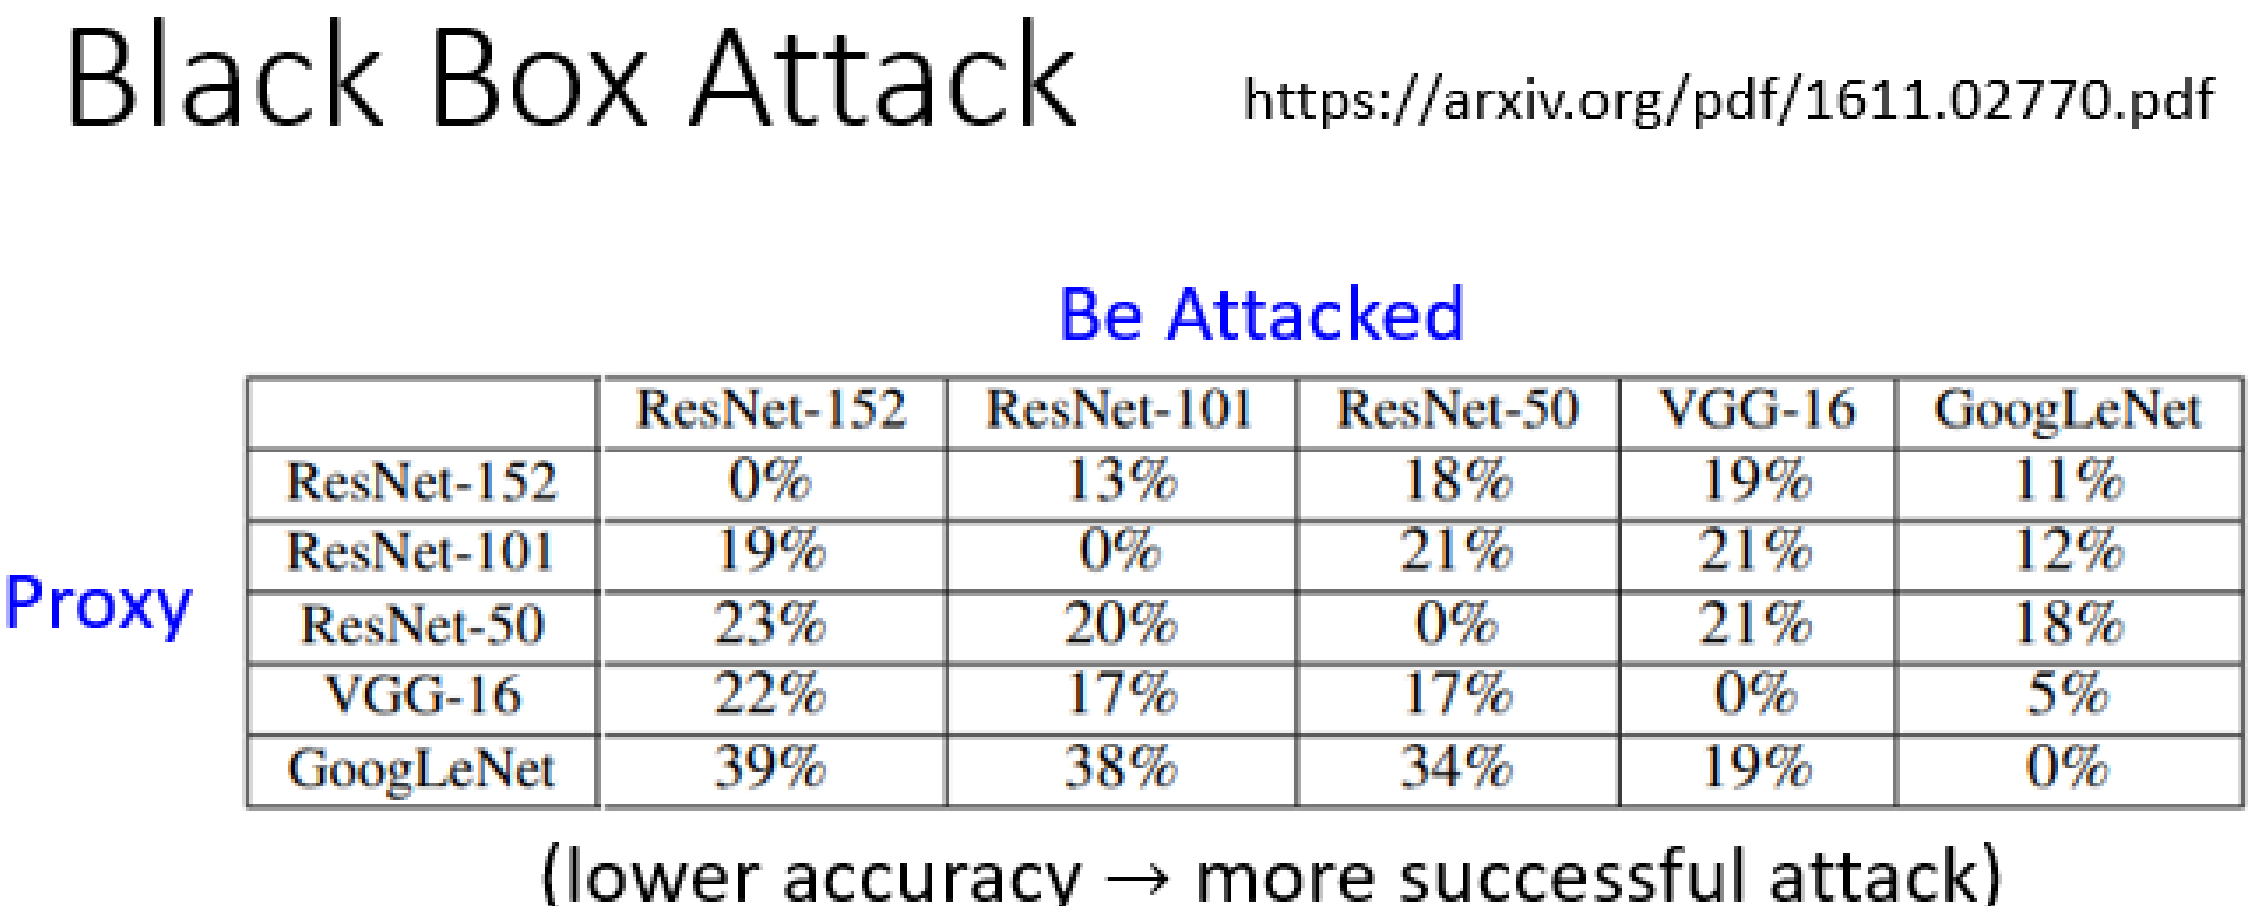 Black Box Attack https://arxiv.org/pdf/1611.02770.pdf
Be Attacked
ResNet-152 ResNet-101 ResNet-50 VGG-16 GoogLeNet
ResNet-152 0% 13% 18% 19% 11%
ResNet-101 19% 0% 21% 21% 12%
Proxy
ResNet-50 23% 20% 0% 21% 18%
VGG-16 22% 17% 17% 0% 5%
GoogLeNet 39% 38% 34% 19% 0%
(lower accuracy → more successful attack)